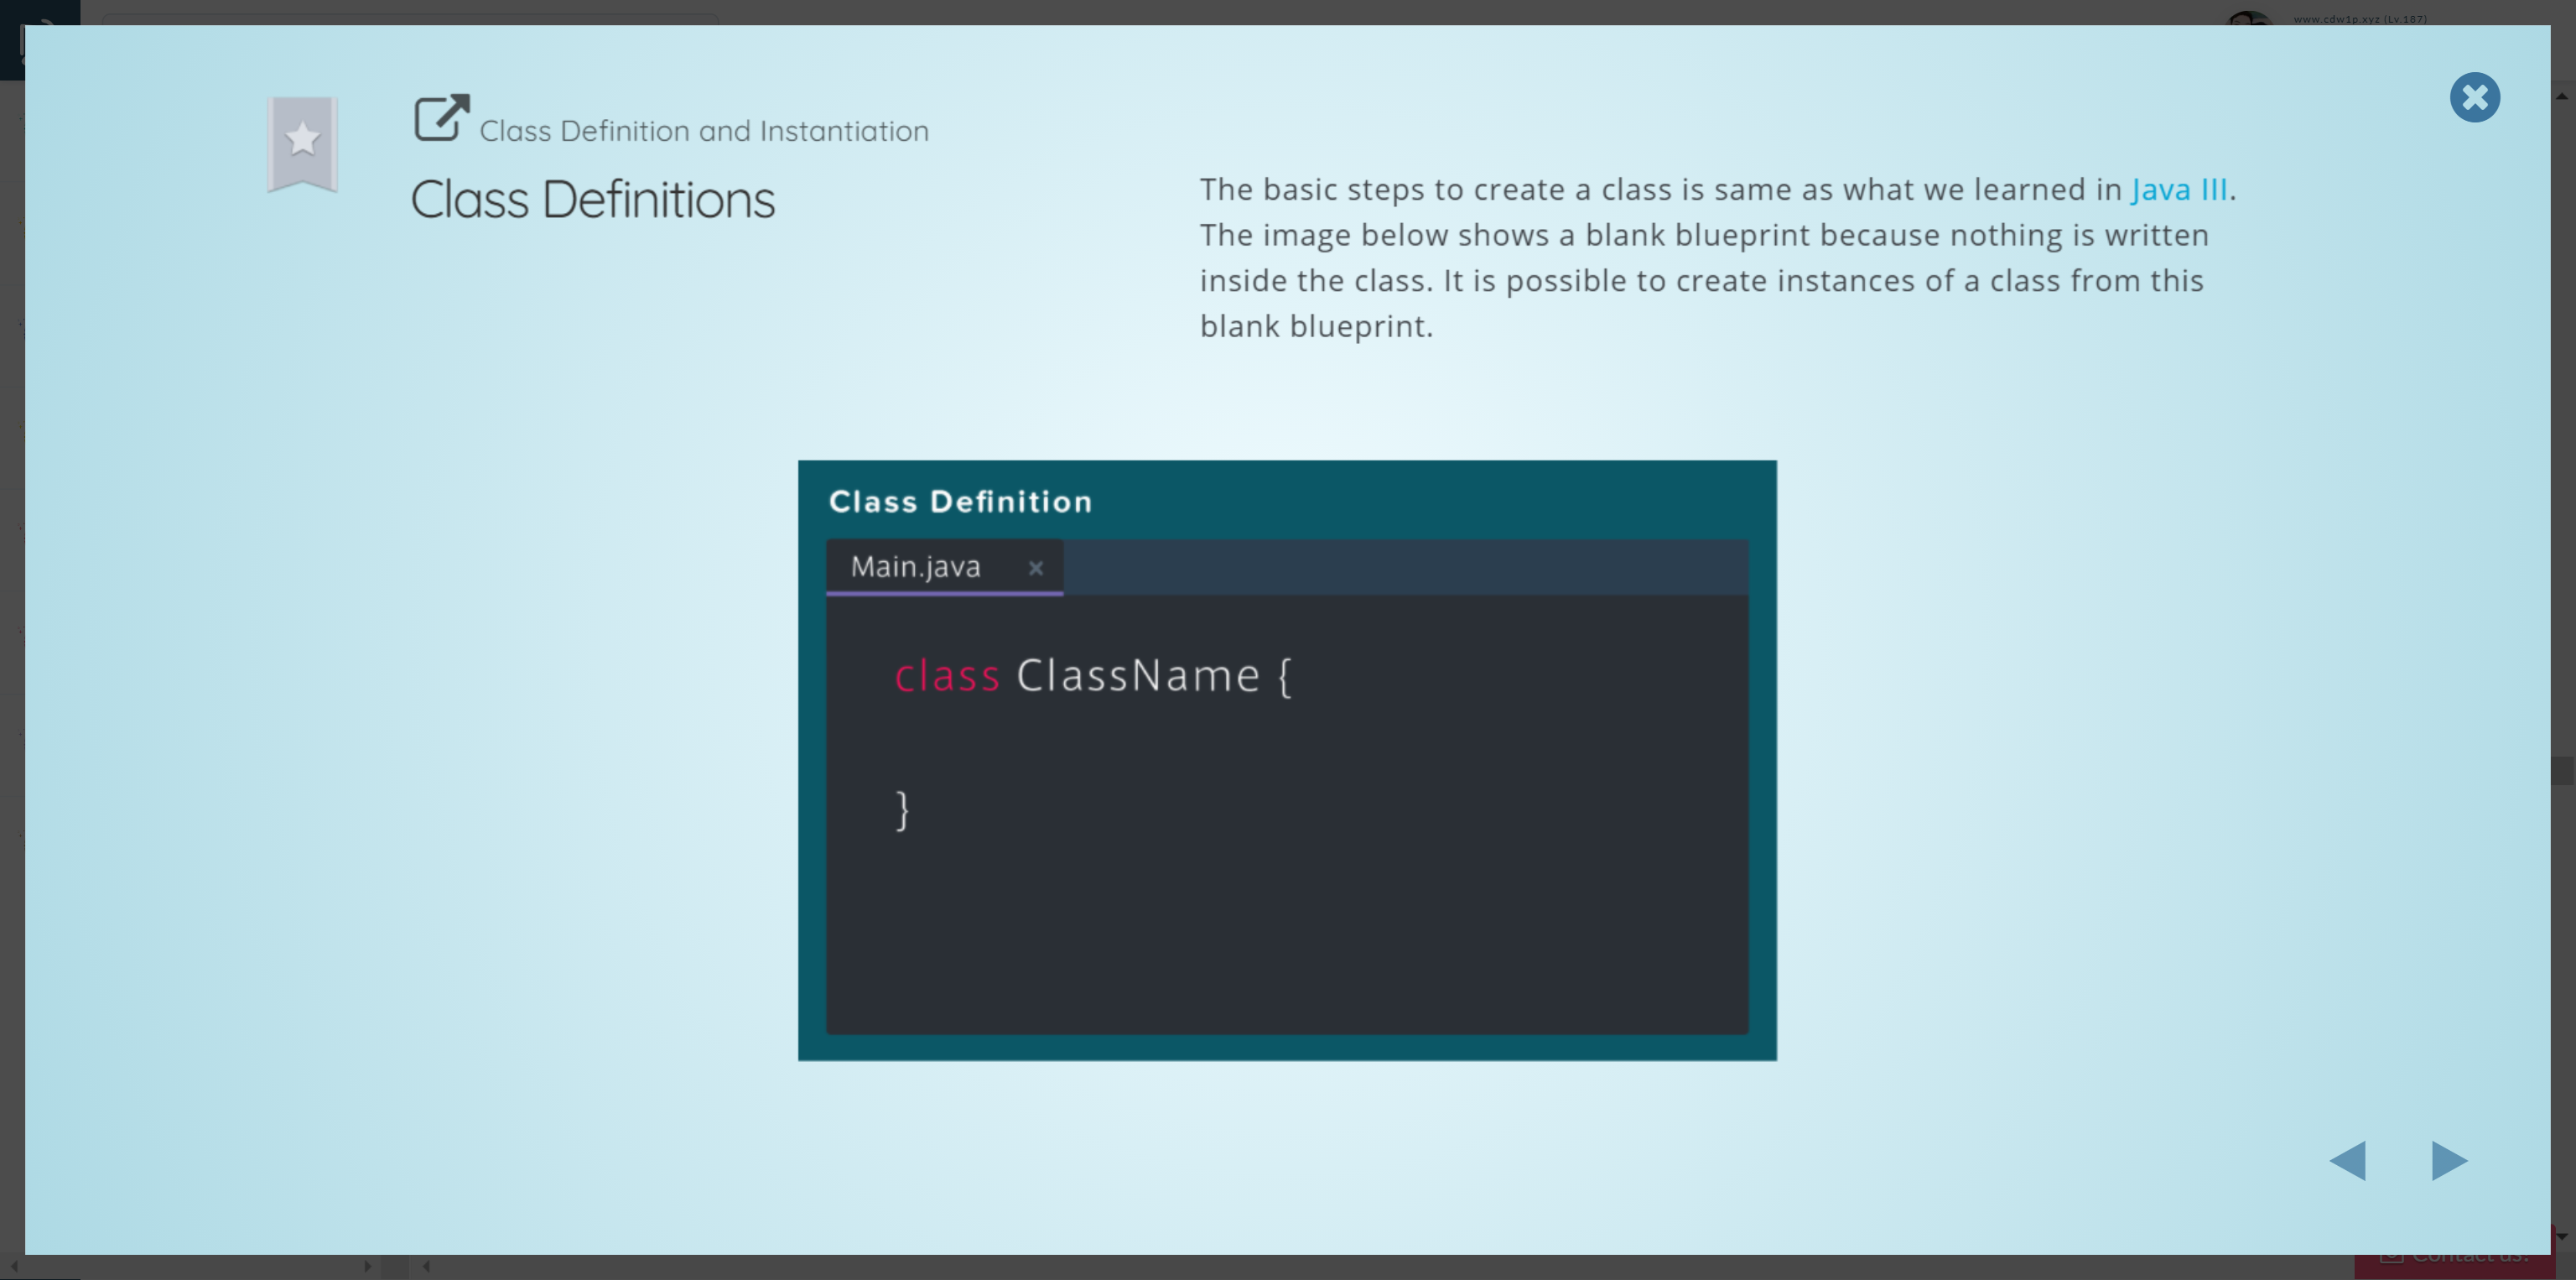 www.cdw1p.xyz (Lv.187)
Class Definition and Instantiation
Class Definitions
The basic steps to create a class is same as what we learned in Java III.
The image below shows a blank blueprint because nothing is written
inside the class. It is possible to create instances of a class from this
blank blueprint.
Class Definition
Main.java
class ClassName {
}
Contact us!